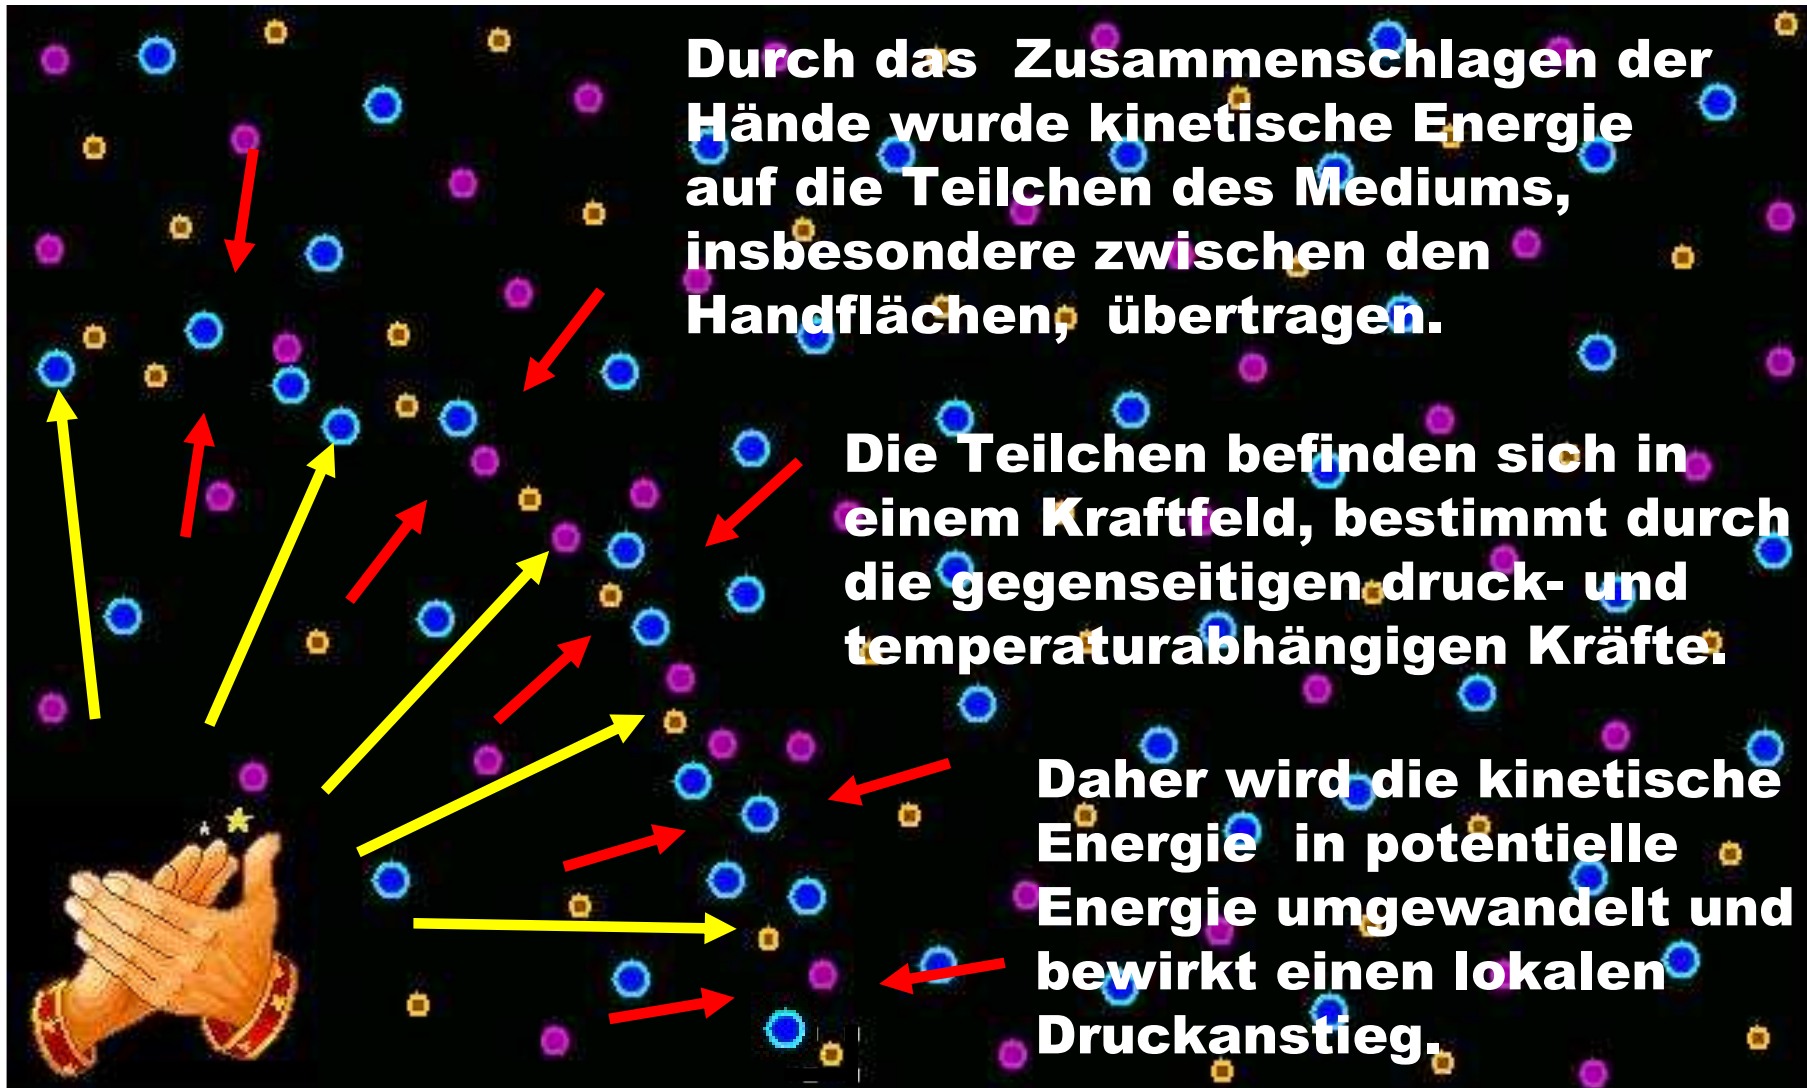 Durch das  Zusammenschlagen der
Hände wurde kinetische Energie
auf die Teilchen des Mediums,
insbesondere zwischen den
Handflächen,  übertragen.
Die Teilchen befinden sich in
einem Kraftfeld, bestimmt durch
die gegenseitigen druck- und
temperaturabhängigen Kräfte.
Daher wird die kinetische
Energie  in potentielle
Energie umgewandelt und
bewirkt einen lokalen
Druckanstieg.